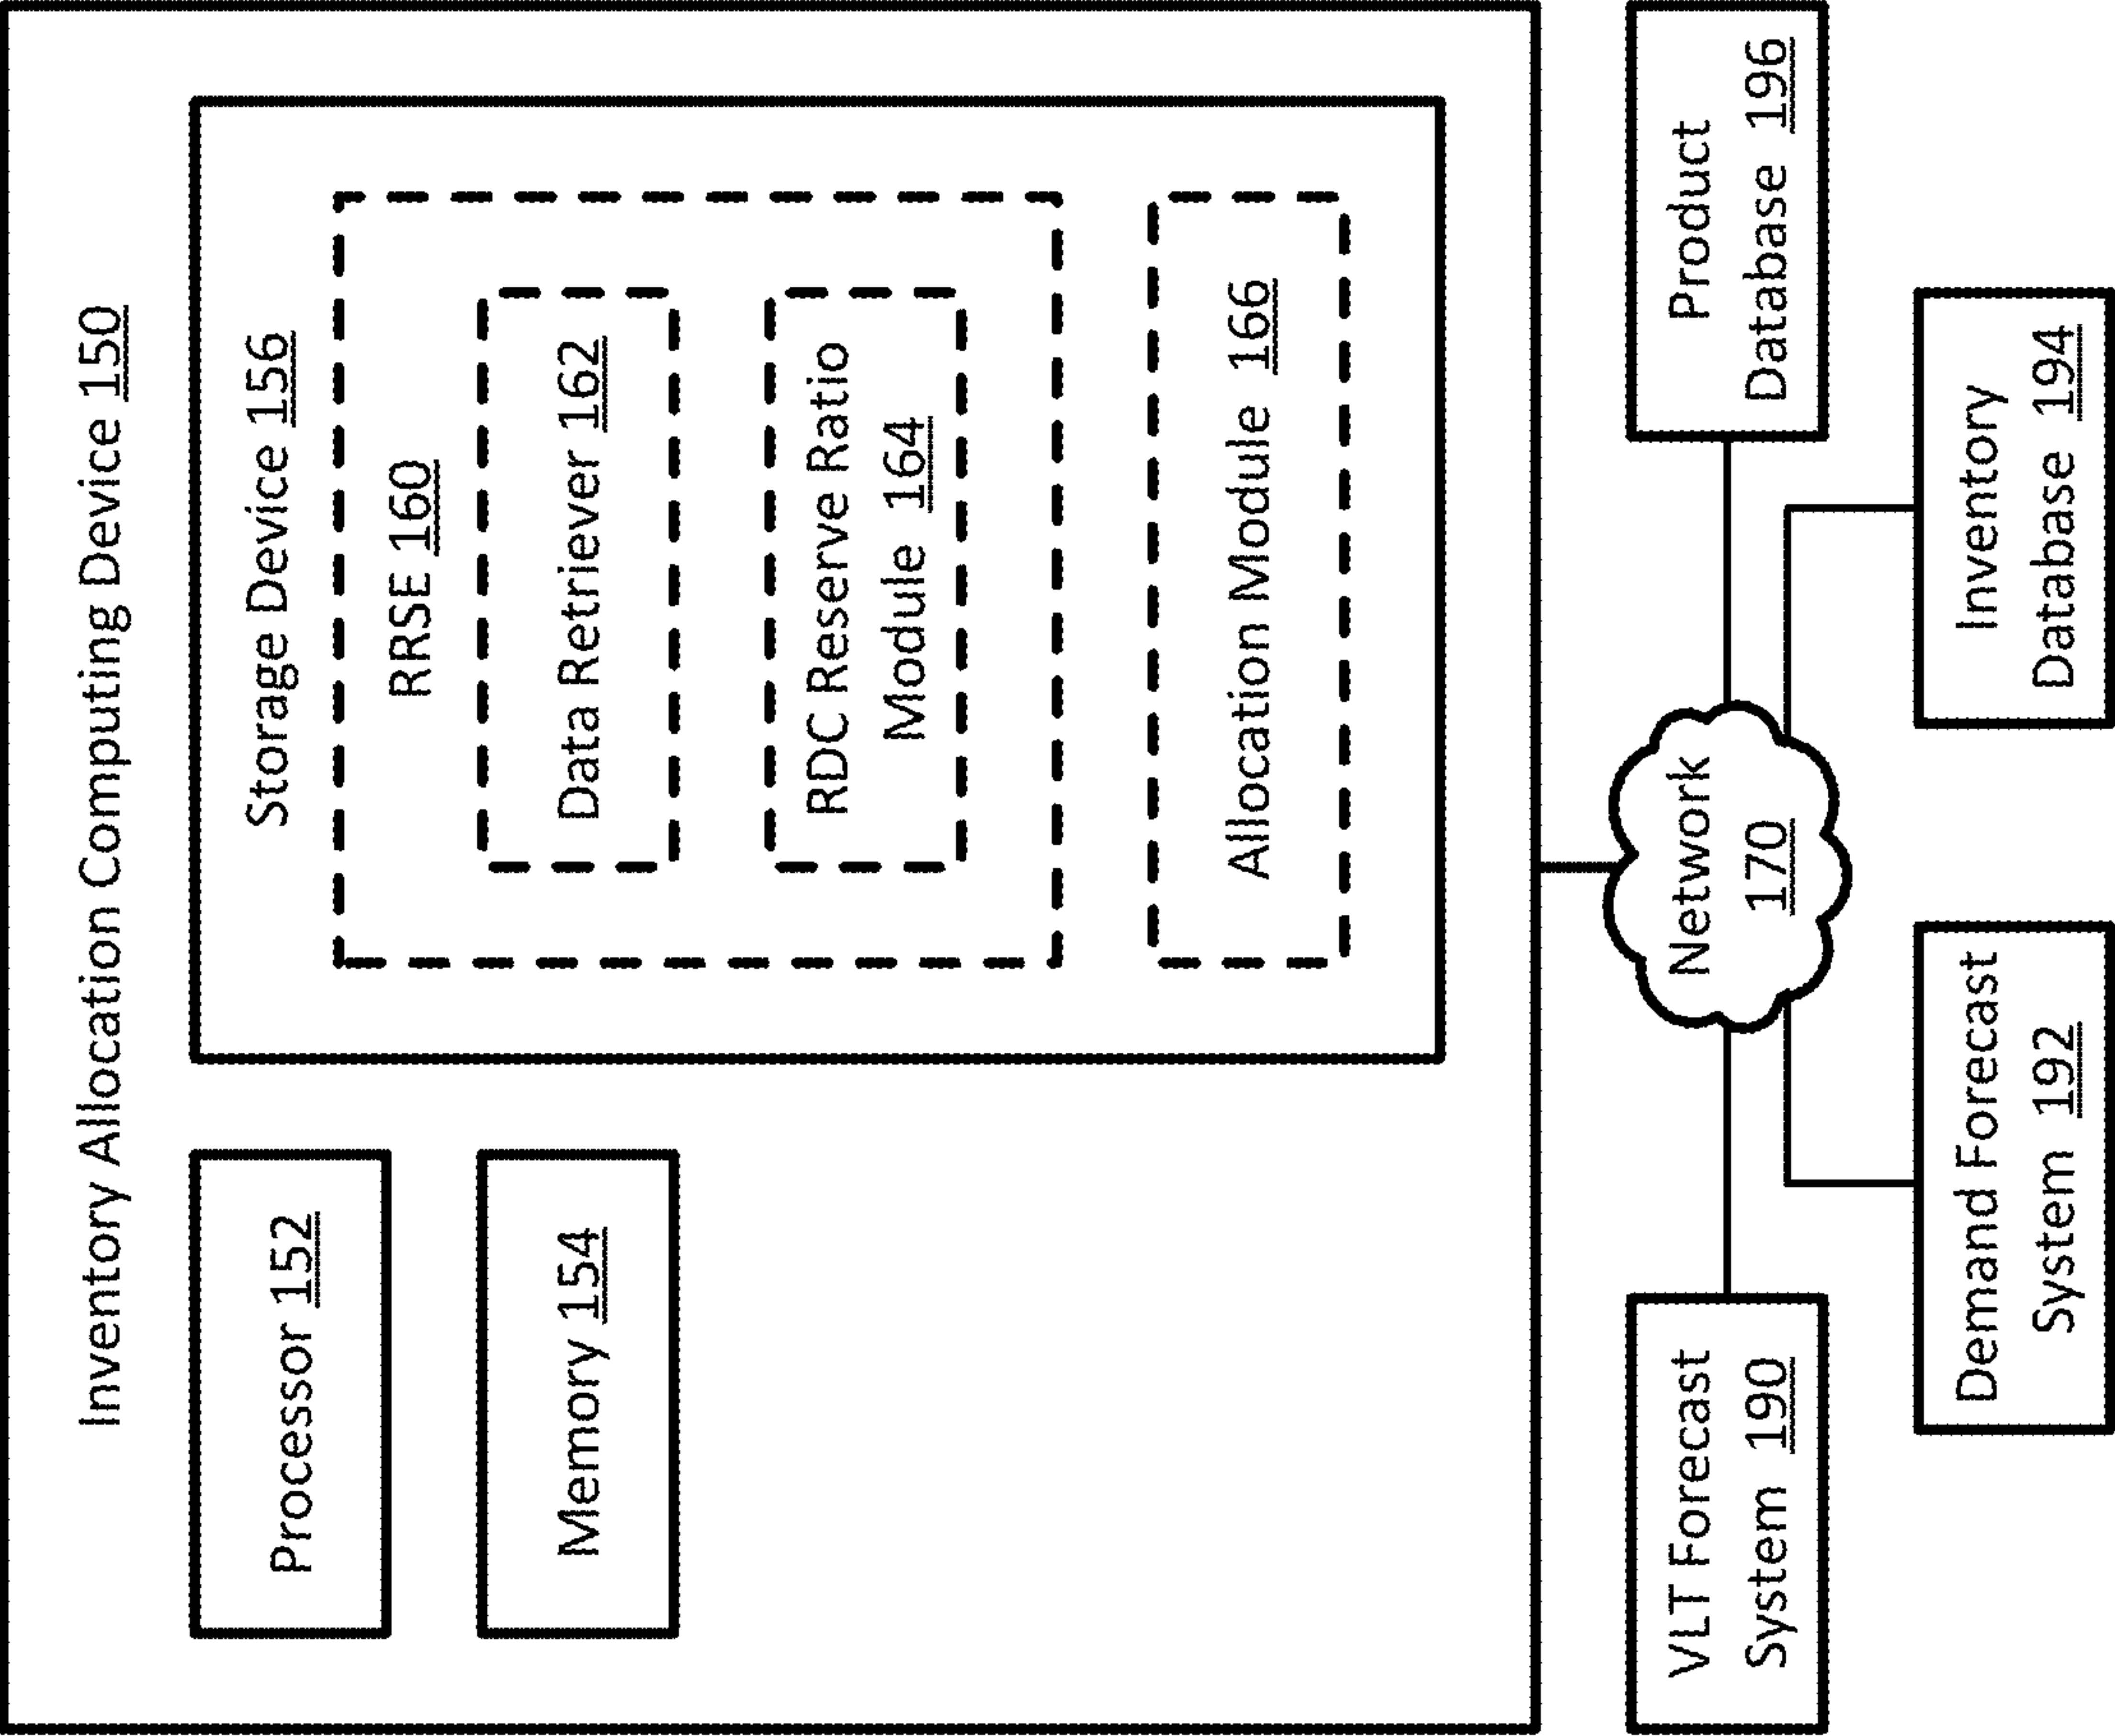 Inventory Allocation Computing Device 150
Processor 152
Memory 154
Storage Device 156
RRSE 160
Data Retriever 162
RDC Reserve Ratio
Module 164
Allocation Module 166
Network
170
VLT Forecast
System 190
Demand Forecast
System 192
Inventory
Database 194
Product
Database 196